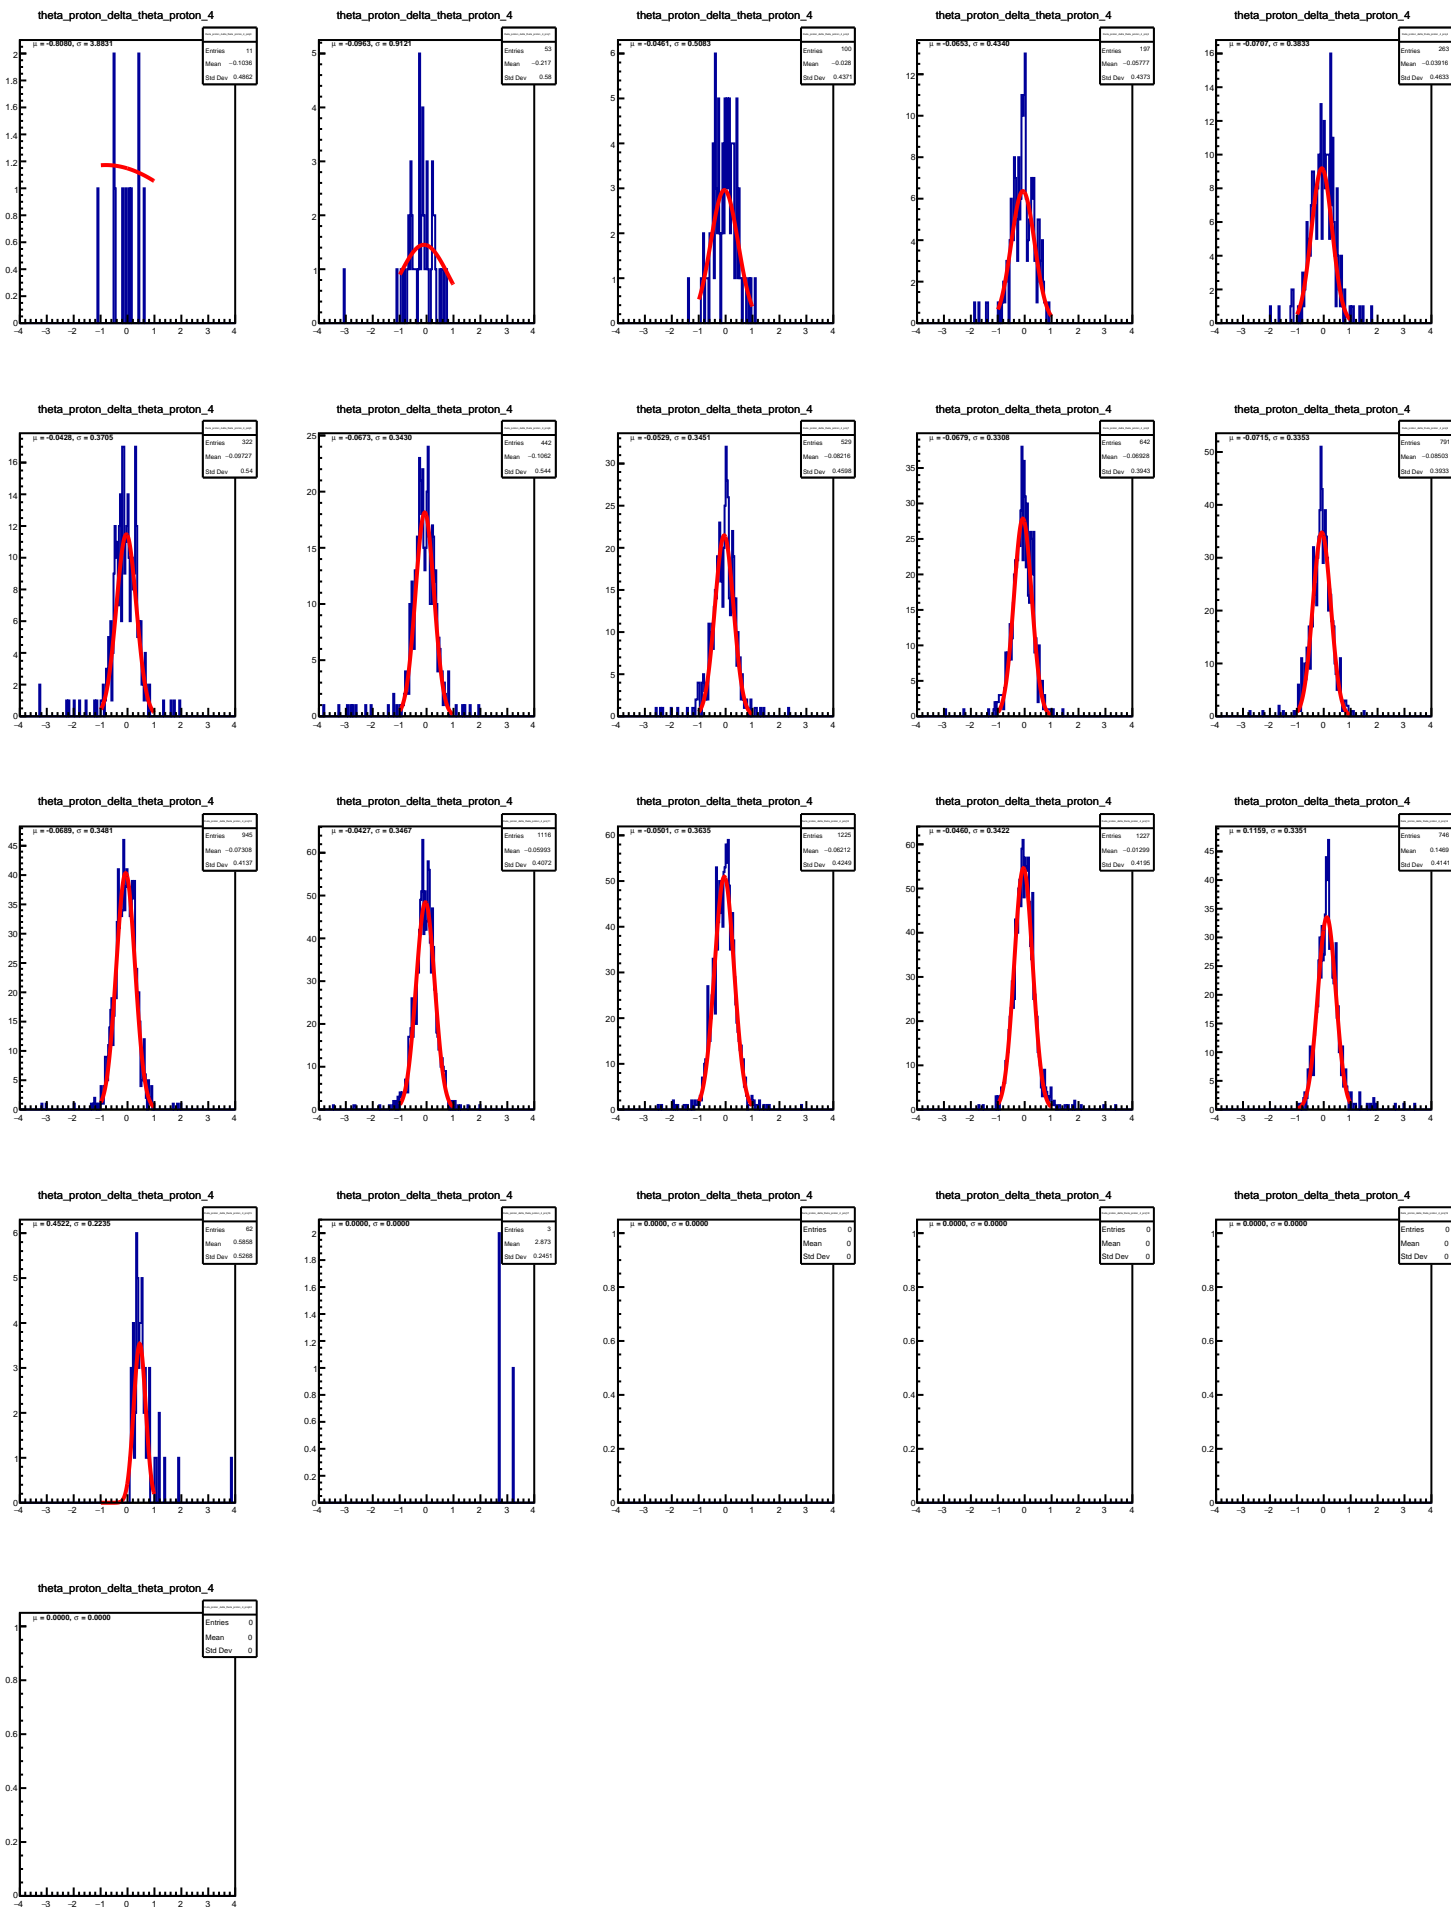 theta_proton_delta_theta_proton_4
μ = -0.8080, σ = 3.8831
Entries 11
Mean −0.1036
Std Dev 0.4862
theta_proton_delta_theta_proton_4
μ = -0.0963, σ = 0.9121
Entries 53
Mean −0.217
Std Dev 0.58
theta_proton_delta_theta_proton_4
μ = -0.0461, σ = 0.5083
Entries 100
Mean −0.028
Std Dev 0.4371
theta_proton_delta_theta_proton_4
μ = -0.0653, σ = 0.4340
Entries 197
Mean −0.05777
Std Dev 0.4373
theta_proton_delta_theta_proton_4
μ = -0.0707, σ = 0.3833
Entries 263
Mean −0.03916
Std Dev 0.4633
theta_proton_delta_theta_proton_4
μ = -0.0428, σ = 0.3705
Entries 322
Mean −0.09727
Std Dev 0.54
theta_proton_delta_theta_proton_4
μ = -0.0673, σ = 0.3430
Entries 442
Mean −0.1062
Std Dev 0.544
theta_proton_delta_theta_proton_4
μ = -0.0529, σ = 0.3451
Entries 529
Mean −0.08216
Std Dev 0.4598
theta_proton_delta_theta_proton_4
μ = -0.0679, σ = 0.3308
Entries 642
Mean −0.06928
Std Dev 0.3943
theta_proton_delta_theta_proton_4
μ = -0.0715, σ = 0.3353
Entries 791
Mean −0.08503
Std Dev 0.3933
theta_proton_delta_theta_proton_4
μ = -0.0689, σ = 0.3481
Entries 945
Mean −0.07308
Std Dev 0.4137
theta_proton_delta_theta_proton_4
μ = -0.0427, σ = 0.3467
Entries 1116
Mean −0.05993
Std Dev 0.4072
theta_proton_delta_theta_proton_4
μ = -0.0501, σ = 0.3635
Entries 1225
Mean −0.06212
Std Dev 0.4249
theta_proton_delta_theta_proton_4
μ = -0.0460, σ = 0.3422
Entries 1227
Mean −0.01299
Std Dev 0.4195
theta_proton_delta_theta_proton_4
μ = 0.1159, σ = 0.3351
Entries 746
Mean 0.1469
Std Dev 0.4141
theta_proton_delta_theta_proton_4
μ = 0.4522, σ = 0.2235
Entries 62
Mean 0.5858
Std Dev 0.5268
theta_proton_delta_theta_proton_4
μ = 0.0000, σ = 0.0000
Entries 3
Mean 2.873
Std Dev 0.2451
theta_proton_delta_theta_proton_4
μ = 0.0000, σ = 0.0000
Entries 0
Mean 0
Std Dev 0
theta_proton_delta_theta_proton_4
μ = 0.0000, σ = 0.0000
Entries 0
Mean 0
Std Dev 0
theta_proton_delta_theta_proton_4
μ = 0.0000, σ = 0.0000
Entries 0
Mean 0
Std Dev 0
theta_proton_delta_theta_proton_4
μ = 0.0000, σ = 0.0000
Entries 0
Mean 0
Std Dev 0